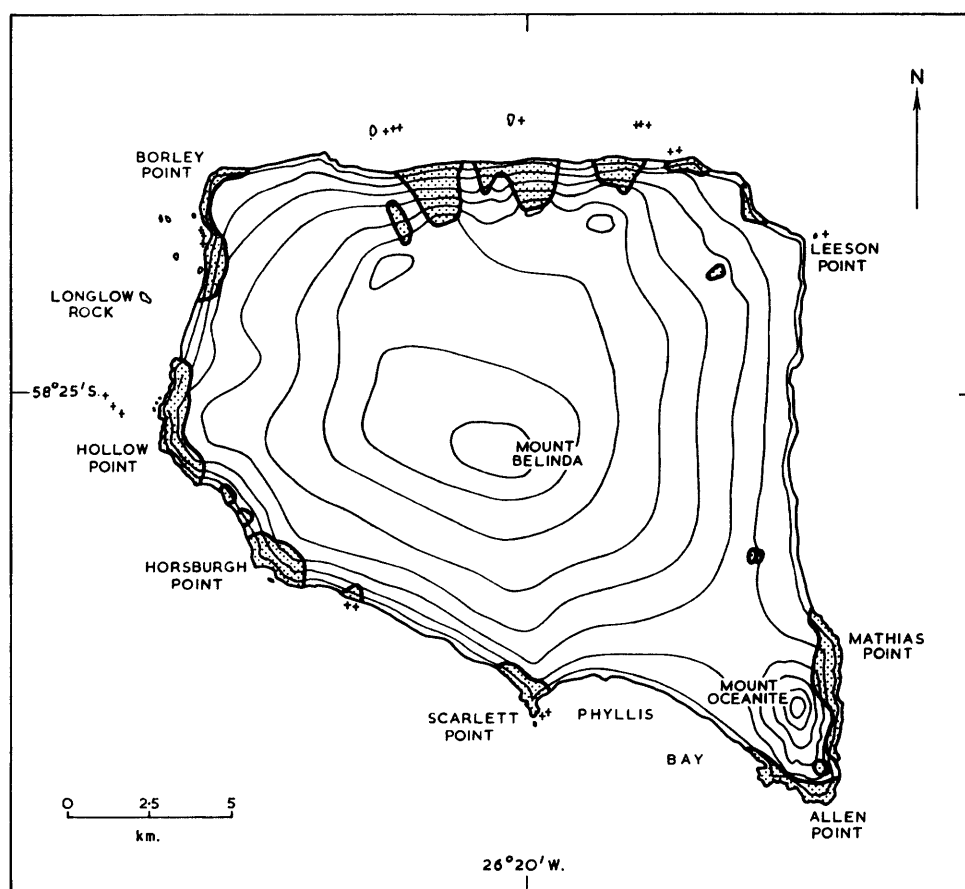 N
BORLEY
POINT
LEESON
POINT
LONGLOW
ROCK
58°25'S.
HOLLOW
POINT
MOUNT
BELINDA
HORSBURGH
POINT
MATHIAS
POINT
MOUNT
OCEANITE
SCARLETT
POINT
PHYLLIS
BAY
0 2·5 5
km.
ALLEN
POINT
26°20'W.